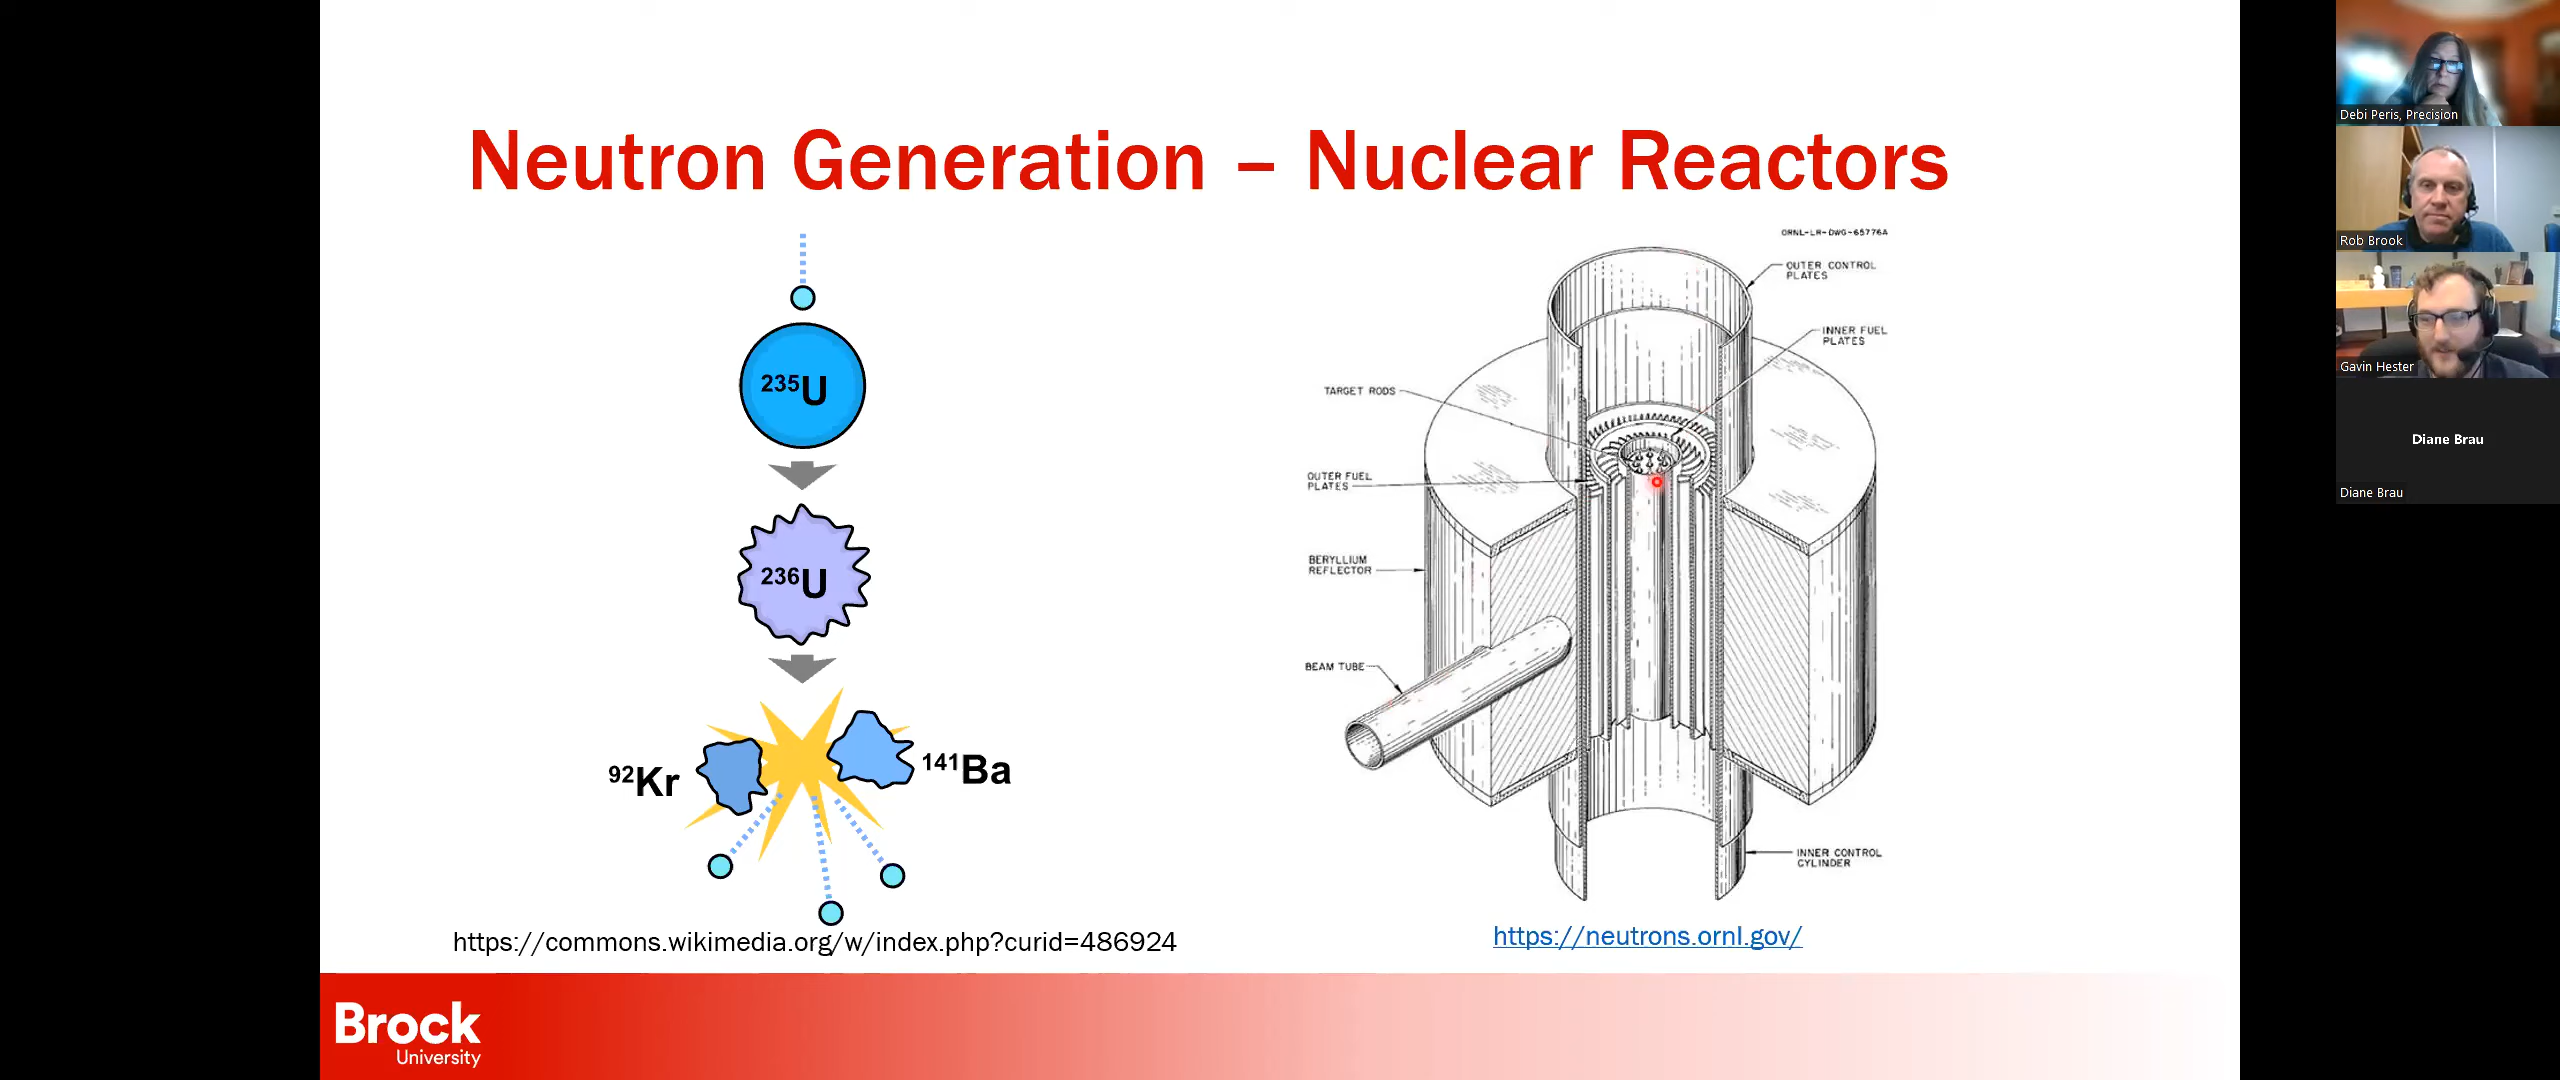 Neutron Generation – Nuclear Reactors
235U
236U
92Kr
141Ba
https://commons.wikimedia.org/w/index.php?curid=486924
ORNL-LR-DWG-65776A
OUTER CONTROL
PLATES
INNER FUEL
PLATES
TARGET RODS
OUTER FUEL
PLATES
BERYLLIUM
REFLECTOR
BEAM TUBE
INNER CONTROL
CYLINDER
https://neutrons.ornl.gov/
Brock
University
Debi Peris, Precision
Rob Brook
Gavin Hester
Diane Brau
Diane Brau